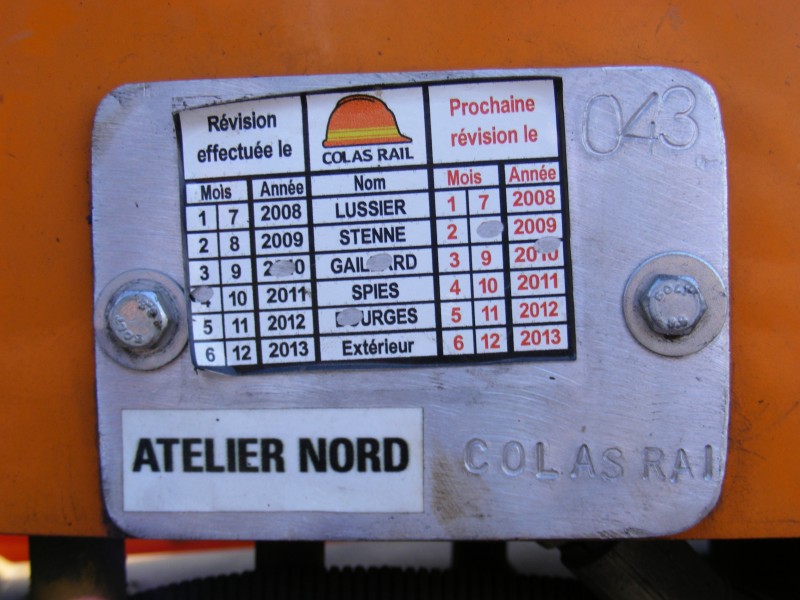 Révision
effectuée le
COLAS RAIL
Prochaine
révision le
043
Mois Année Nom Mois Année
1 7 2008 LUSSIER 1 7 2008
2 8 2009 STENNE 2 2009
3 9 GAILLARD 3 9 2010
10 2011 SPIES 4 10 2011
5 11 2012 5 11 2012
6 12 2013 Extérieur 6 12 2013
ATELIER NORD
COLAS RAI